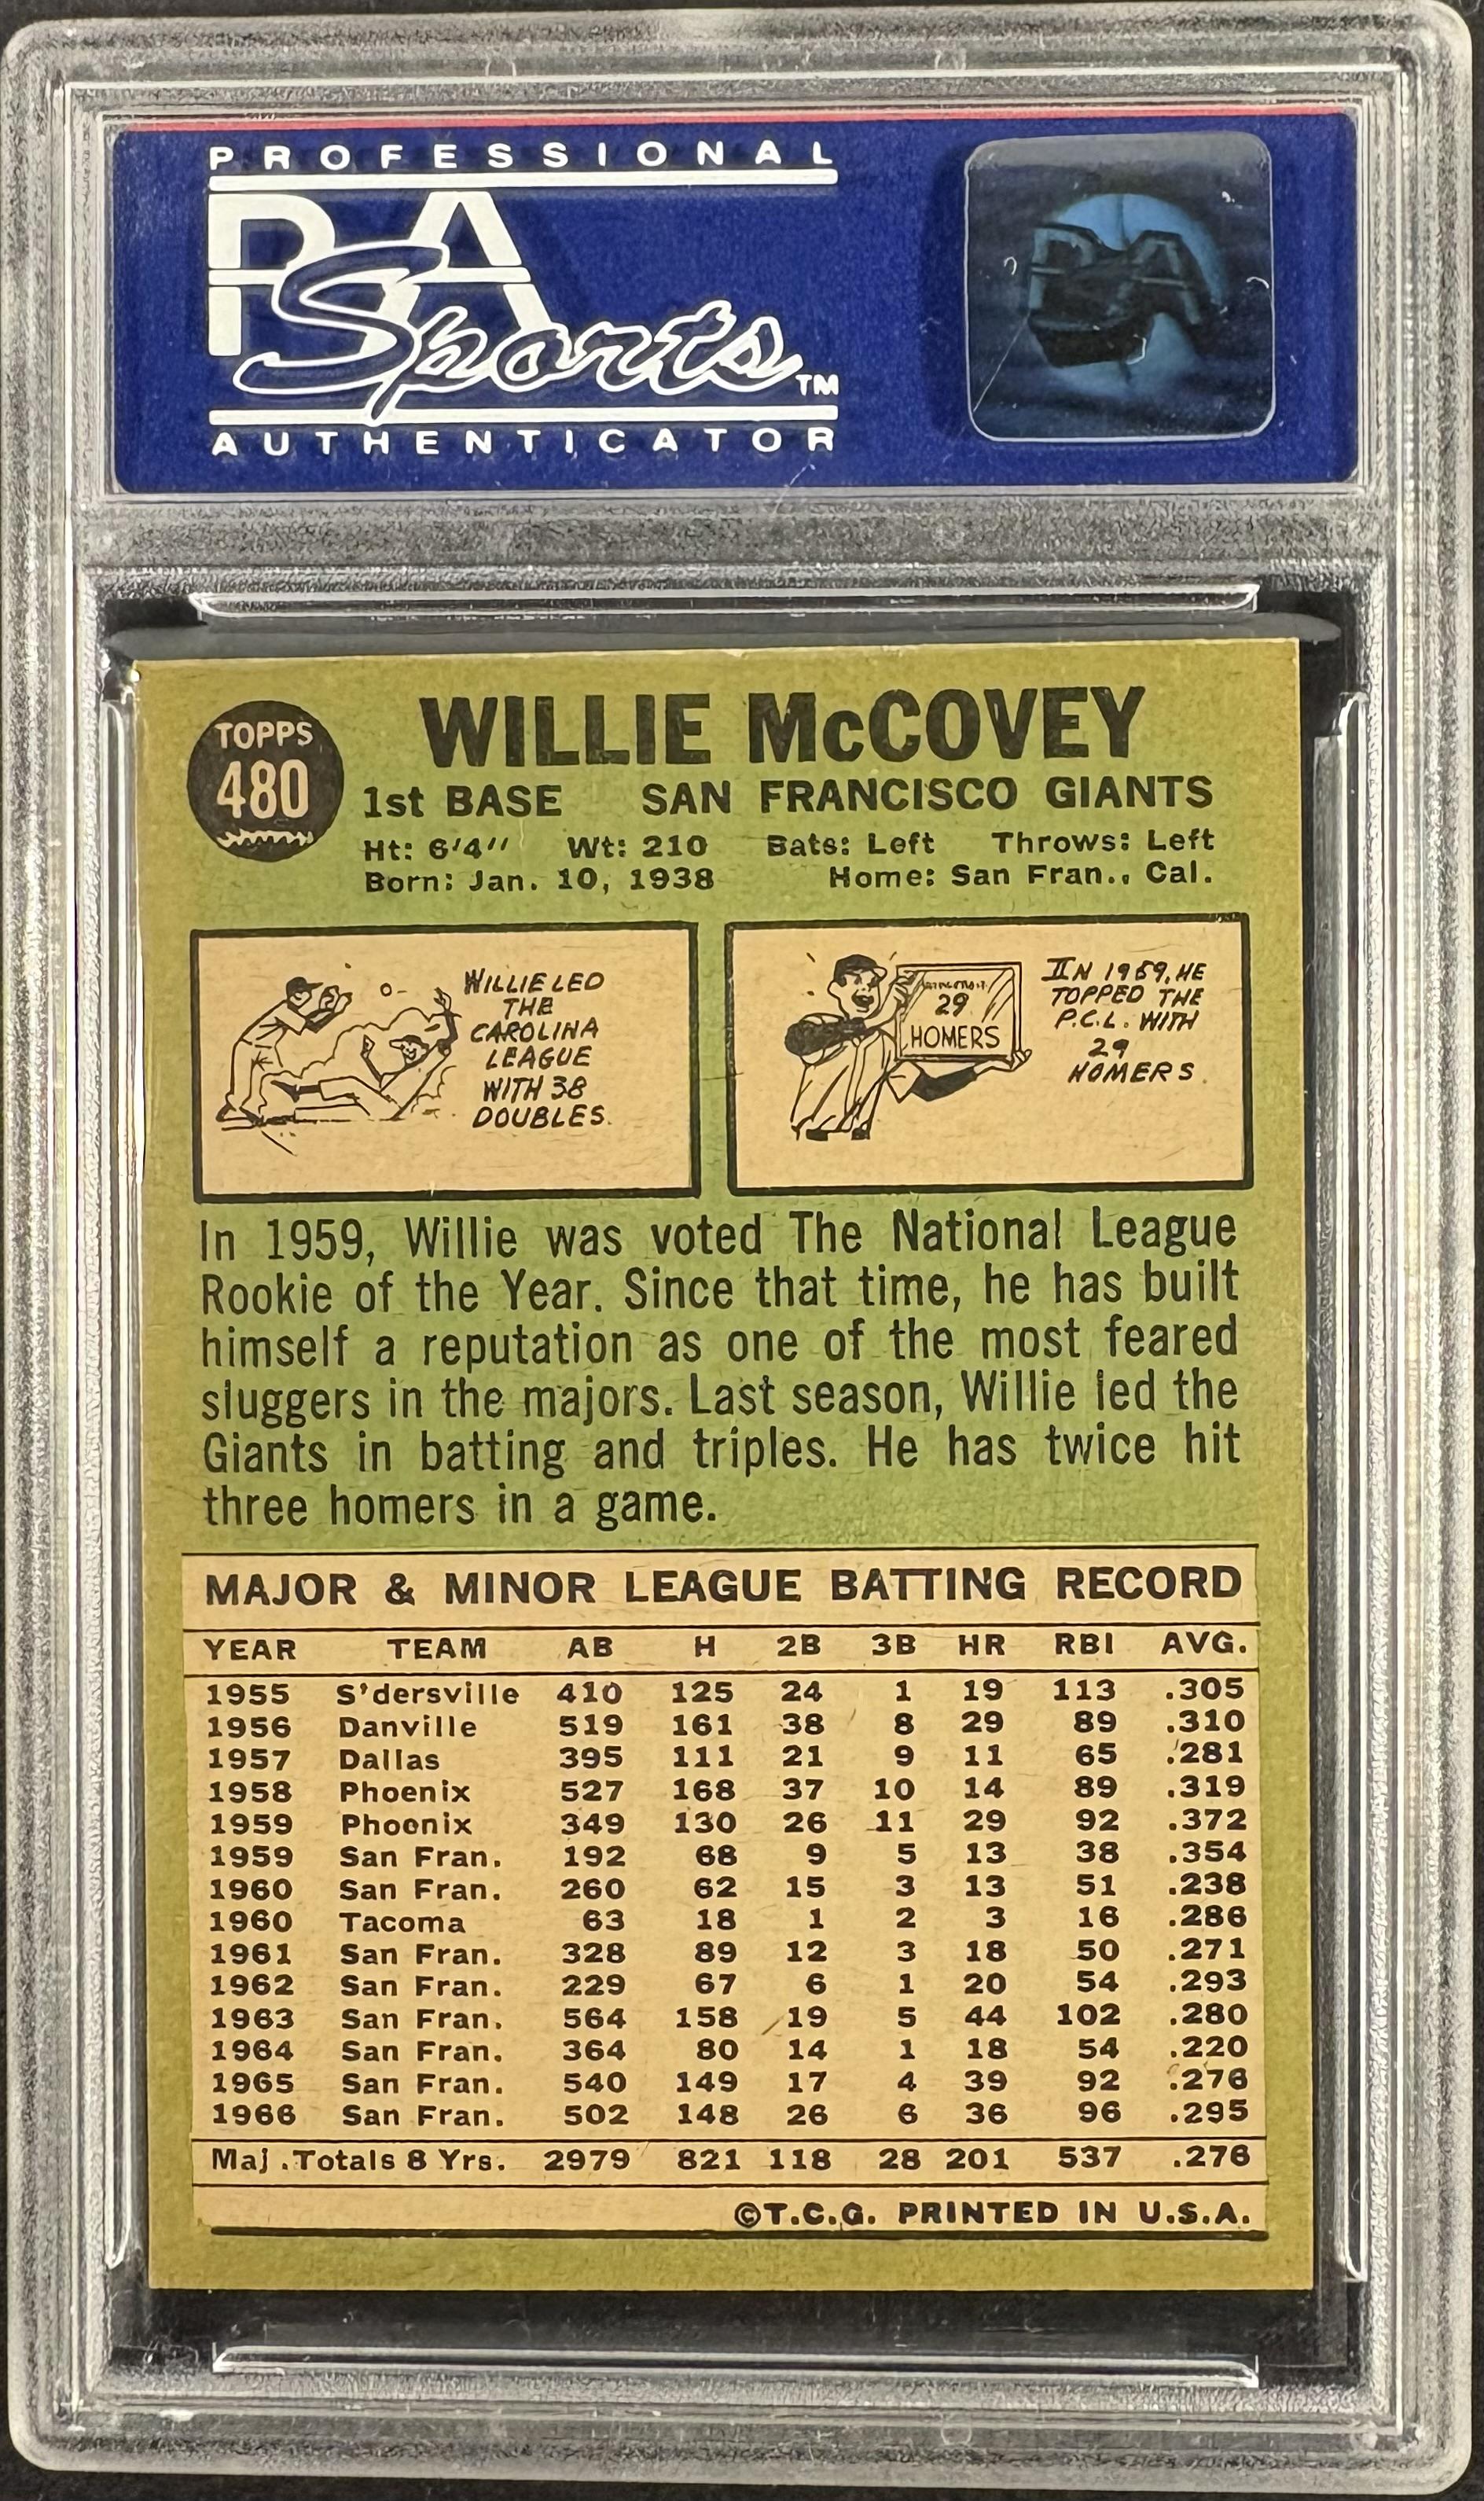 PROFESSIONAL
PSA
Sports™
AUTHENTICATOR
PSA
TOPPS
480
WILLIE McCOVEY
1st BASE SAN FRANCISCO GIANTS
Ht: 6'4" Wt: 210 Bats: Left Throws: Left
Born: Jan. 10, 1938 Home: San Fran., Cal.
WILLIE LED
THE
CAROLINA
LEAGUE
WITH 38
DOUBLES.
29
HOMERS
IN 1959, HE
TOPPED THE
P.C.L. WITH
29
HOMERS.
In 1959, Willie was voted The National League
Rookie of the Year. Since that time, he has built
himself a reputation as one of the most feared
sluggers in the majors. Last season, Willie led the
Giants in batting and triples. He has twice hit
three homers in a game.
MAJOR & MINOR LEAGUE BATTING RECORD
YEAR TEAM AB H 2B 3B HR RBI AVG.
1955 S'dersville 410 125 24 1 19 113 .305
1956 Danville 519 161 38 8 29 89 .310
1957 Dallas 395 111 21 9 11 65 .281
1958 Phoenix 527 168 37 10 14 89 .319
1959 Phoenix 349 130 26 11 29 92 .372
1959 San Fran. 192 68 9 5 13 38 .354
1960 San Fran. 260 62 15 3 13 51 .238
1960 Tacoma 63 18 1 2 3 16 .286
1961 San Fran. 328 89 12 3 18 50 .271
1962 San Fran. 229 67 6 1 20 54 .293
1963 San Fran. 564 158 19 5 44 102 .280
1964 San Fran. 364 80 14 1 18 54 .220
1965 San Fran. 540 149 17 4 39 92 .276
1966 San Fran. 502 148 26 6 36 96 .295
Maj. Totals 8 Yrs. 2979 821 118 28 201 537 .276
©T.C.G. PRINTED IN U.S.A.